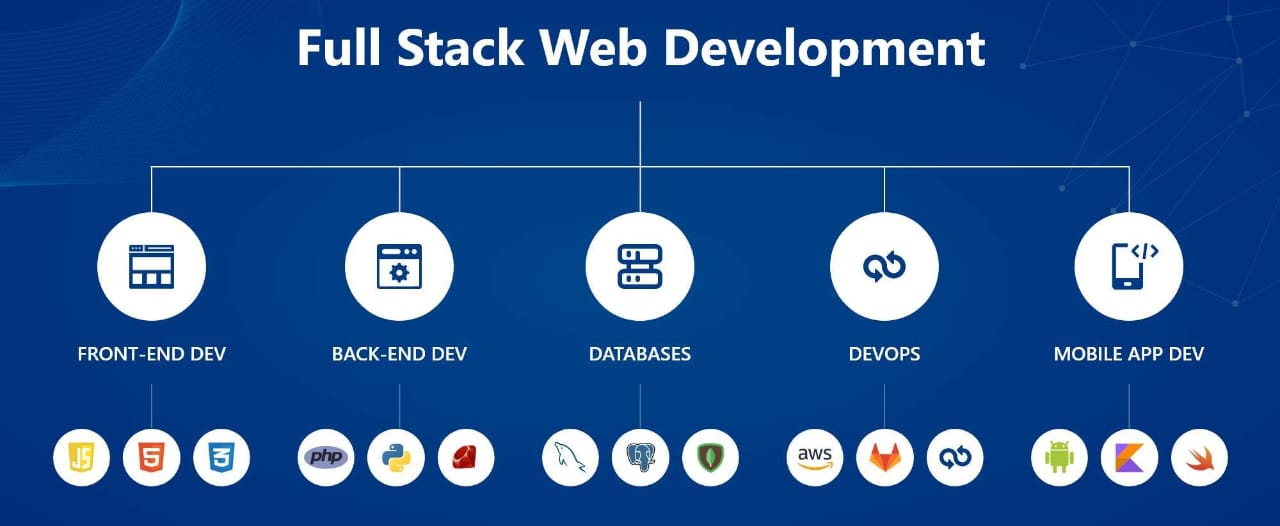 Full Stack Web Development
FRONT-END DEV
BACK-END DEV
DATABASES
DEVOPS
MOBILE APP DEV
</>
JS
5
3
php
aws